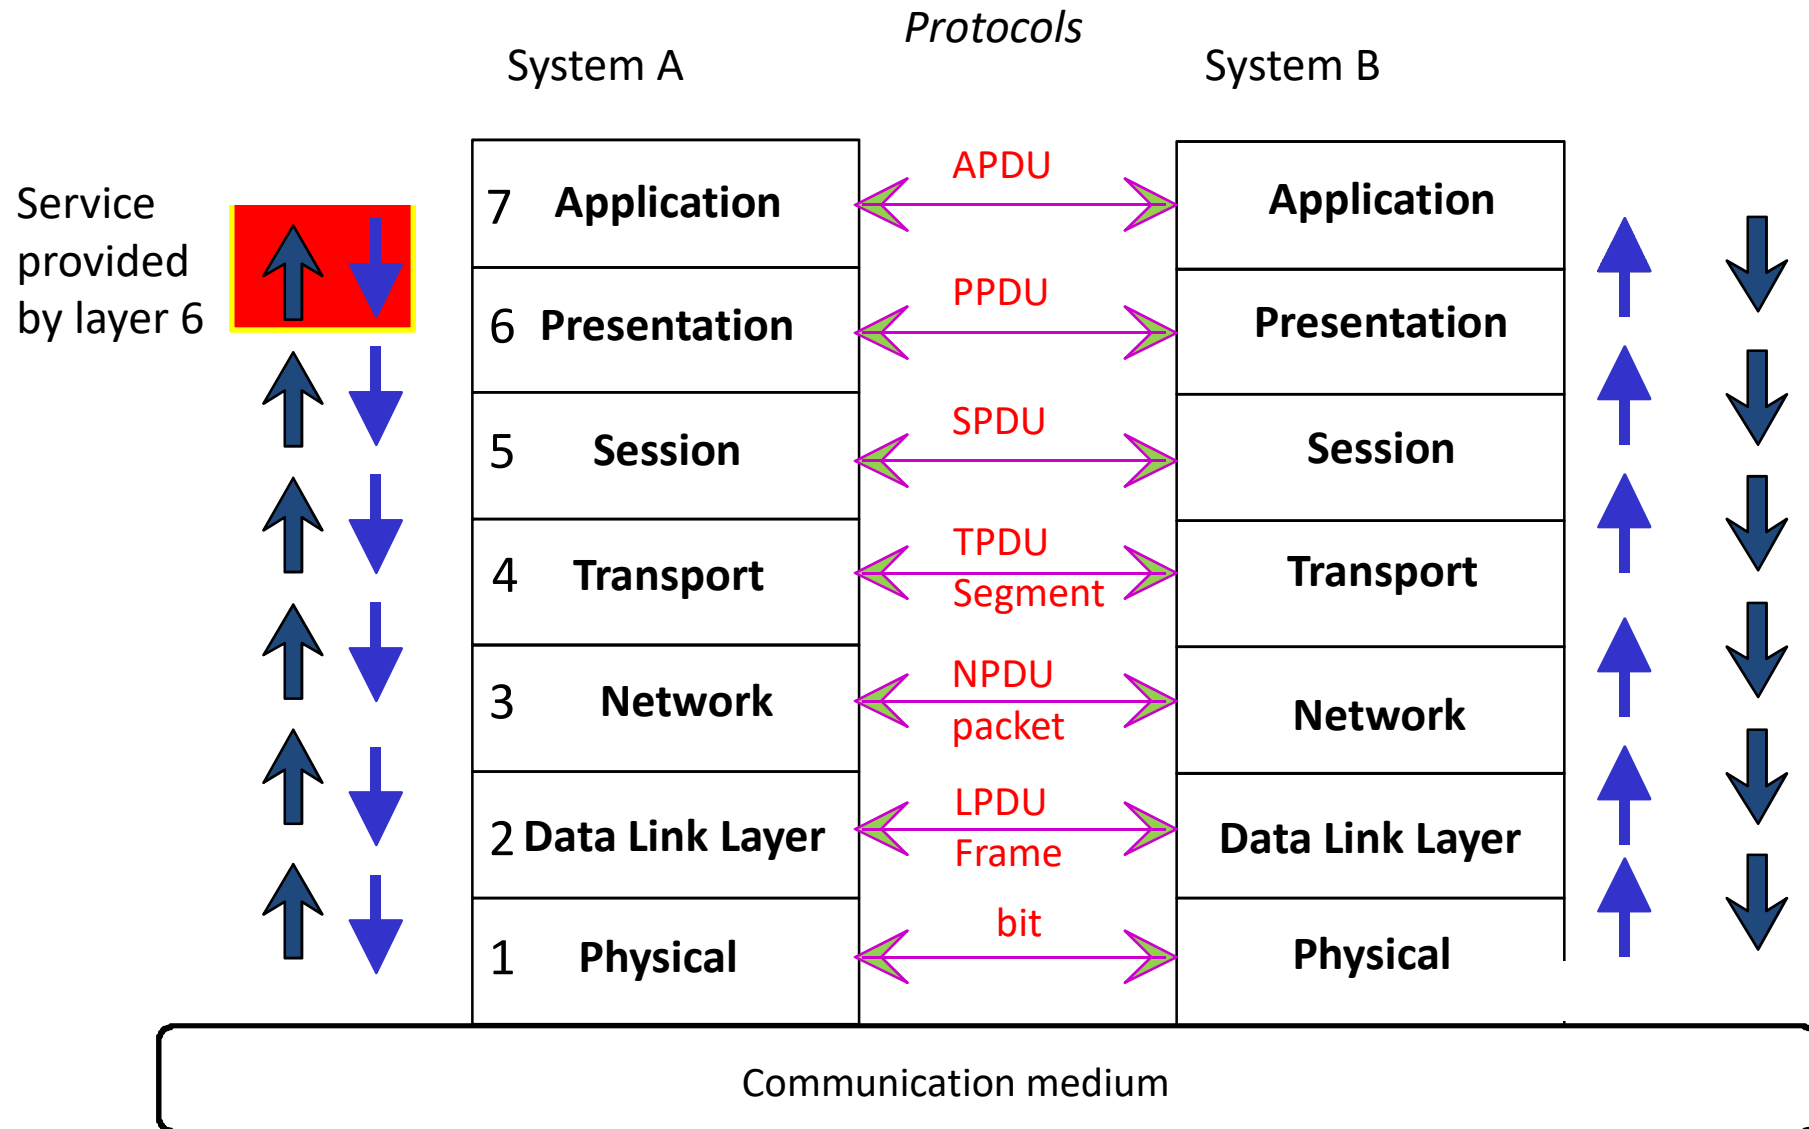 Protocols
System A
System B
Service
provided
by layer 6
7 Application
APDU
Application
6 Presentation
PPDU
Presentation
5 Session
SPDU
Session
4 Transport
TPDU
Segment
Transport
3 Network
NPDU
packet
Network
2 Data Link Layer
LPDU
Frame
Data Link Layer
1 Physical
bit
Physical
Communication medium